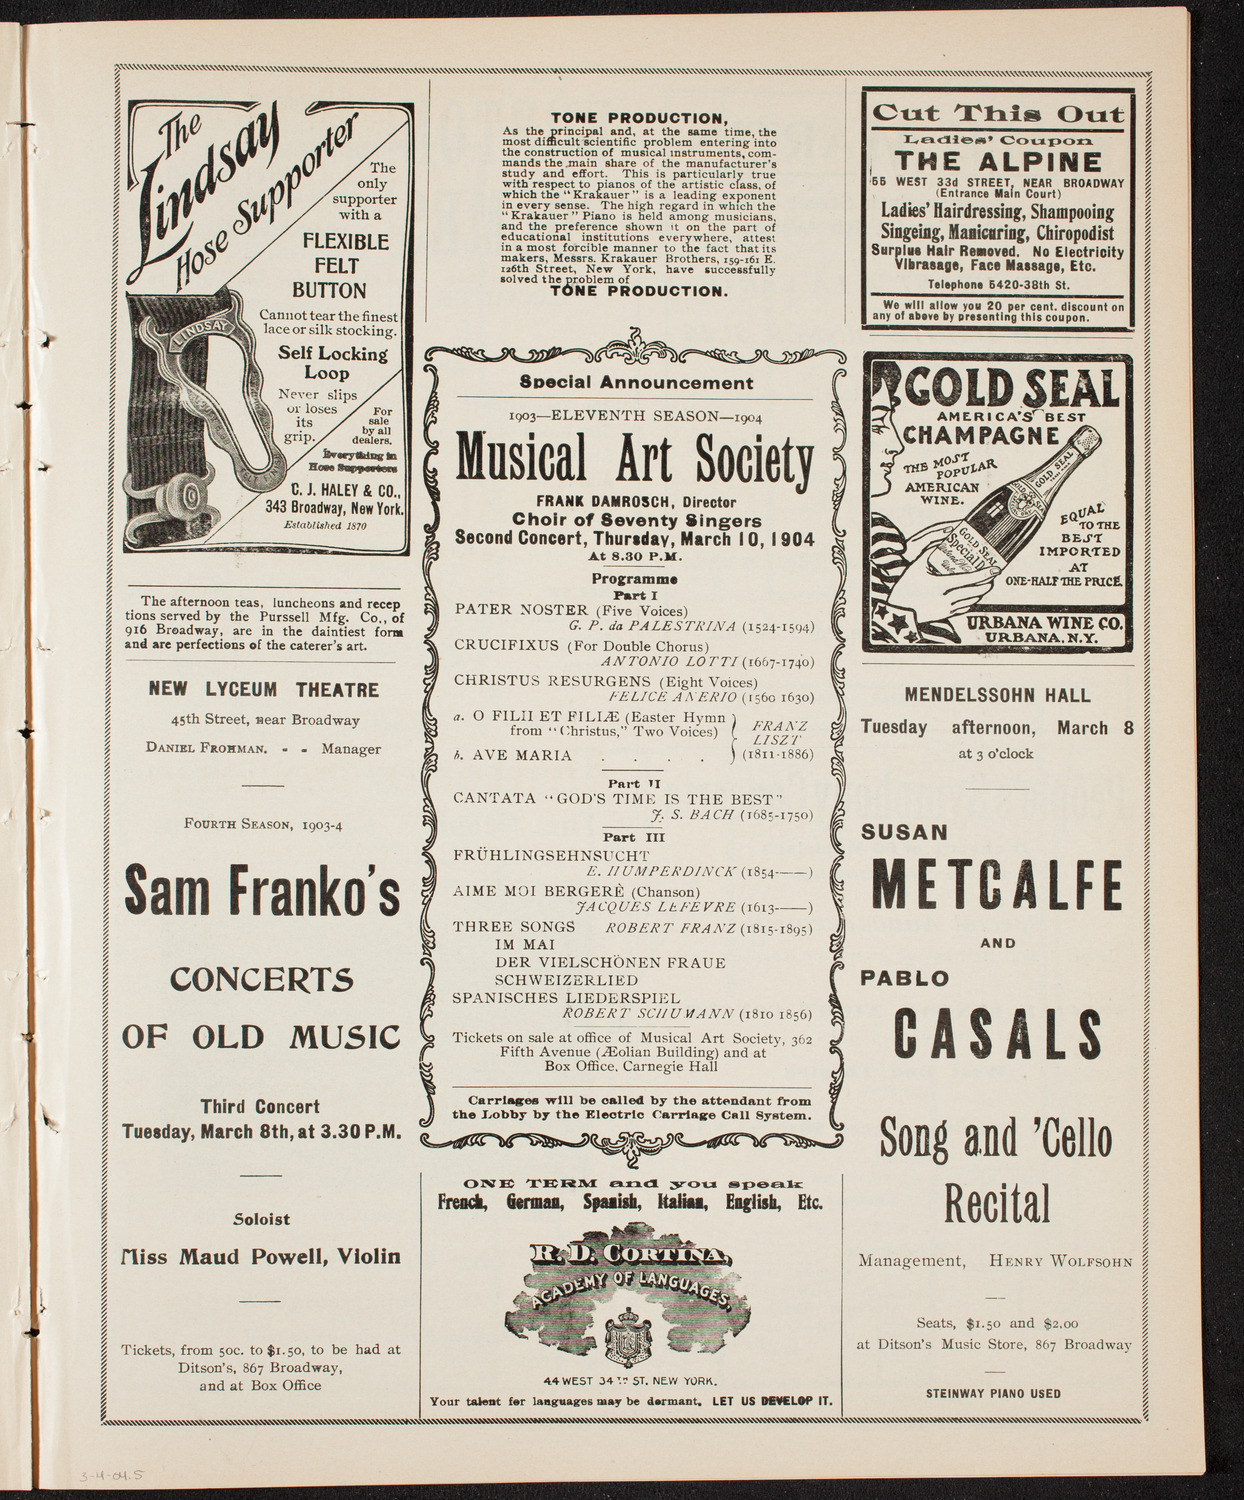 The
Lindsay
Hose Supporter
The
only
supporter
with a
FLEXIBLE
FELT
BUTTON
Cannot tear the finest
lace or silk stocking.
Self Locking
Loop
Never slips
or loses
its
grip.
For
sale
by all
dealers.
Everything in
Hose Supporters
C. J. HALEY & CO.,
343 Broadway, New York.
Established 1870
LINDSAY
The afternoon teas, luncheons and recep
tions served by the Purssell Mfg. Co., of
916 Broadway, are in the daintiest form
and are perfections of the caterer's art.
NEW LYCEUM THEATRE
45th Street, near Broadway
DANIEL FROHMAN. - - Manager
FOURTH SEASON, 1903-4
Sam Franko's
CONCERTS
OF OLD MUSIC
Third Concert
Tuesday, March 8th, at 3.30 P.M.
Soloist
Miss Maud Powell, Violin
Tickets, from 50c. to $1.50, to be had at
Ditson's, 867 Broadway,
and at Box Office
TONE PRODUCTION,
As the principal and, at the same time, the
most difficult scientific problem entering into
the construction of musical instruments, com-
mands the main share of the manufacturer's
study and effort. This is particularly true
with respect to pianos of the artistic class, of
which the "Krakauer" is a leading exponent
in every sense. The high regard in which the
"Krakauer" Piano is held among musicians,
and the preference shown it on the part of
educational institutions everywhere, attest
in a most forcible manner to the fact that its
makers, Messrs. Krakauer Brothers, 159-161 E.
126th Street, New York, have successfully
solved the problem of
TONE PRODUCTION.
Special Announcement
1903—ELEVENTH SEASON—1904
Musical Art Society
FRANK DAMROSCH, Director
Choir of Seventy Singers
Second Concert, Thursday, March 10, 1904
At 8.30 P.M.
Programme
Part I
PATER NOSTER (Five Voices)
G. P. da PALESTRINA (1524-1594)
CRUCIFIXUS (For Double Chorus)
ANTONIO LOTTI (1667-1740)
CHRISTUS RESURGENS (Eight Voices)
FELICE ANERIO (1560 1630)
a. O FILII ET FILIÆ (Easter Hymn
from "Christus," Two Voices)
b. AVE MARIA . . . .
FRANZ
LISZT
(1811-1886)
Part II
CANTATA "GOD'S TIME IS THE BEST"
J. S. BACH (1685-1750)
Part III
FRÜHLINGSEHNSUCHT
E. HUMPERDINCK (1854-——)
AIME MOI BERGERÈ (Chanson)
JACQUES LEFEVRE (1613-——)
THREE SONGS ROBERT FRANZ (1815-1895)
IM MAI
DER VIELSCHÖNEN FRAUE
SCHWEIZERLIED
SPANISCHES LIEDERSPIEL
ROBERT SCHUMANN (1810 1856)
Tickets on sale at office of Musical Art Society, 362
Fifth Avenue (Æolian Building) and at
Box Office, Carnegie Hall
Carriages will be called by the attendant from
the Lobby by the Electric Carriage Call System.
ONE TERM and you speak
French, German, Spanish, Italian, English, Etc.
R. D. CORTINA,
ACADEMY OF LANGUAGES,
44 WEST 34TH ST. NEW YORK.
Your talent for languages may be dormant, LET US DEVELOP IT.
Cut This Out
Ladies' Coupon
THE ALPINE
55 WEST 33d STREET, NEAR BROADWAY
(Entrance Main Court)
Ladies' Hairdressing, Shampooing
Singeing, Manicuring, Chiropodist
Surplus Hair Removed. No Electricity
Vibrasage, Face Massage, Etc.
Telephone 5420-38th St.
We will allow you 20 per cent. discount on
any of above by presenting this coupon.
GOLD SEAL
AMERICA'S BEST
CHAMPAGNE
THE MOST
POPULAR
AMERICAN
WINE.
GOLD SEAL
GOLD SEAL
Special Dry
EQUAL
TO THE
BEST
IMPORTED
AT
ONE-HALF THE PRICE.
URBANA WINE CO.
URBANA, N.Y.
MENDELSSOHN HALL
Tuesday afternoon, March 8
at 3 o'clock
SUSAN
METCALFE
AND
PABLO
CASALS
Song and 'Cello
Recital
Management, HENRY WOLFSOHN
Seats, $1.50 and $2.00
at Ditson's Music Store, 867 Broadway
STEINWAY PIANO USED
3-4-04.5